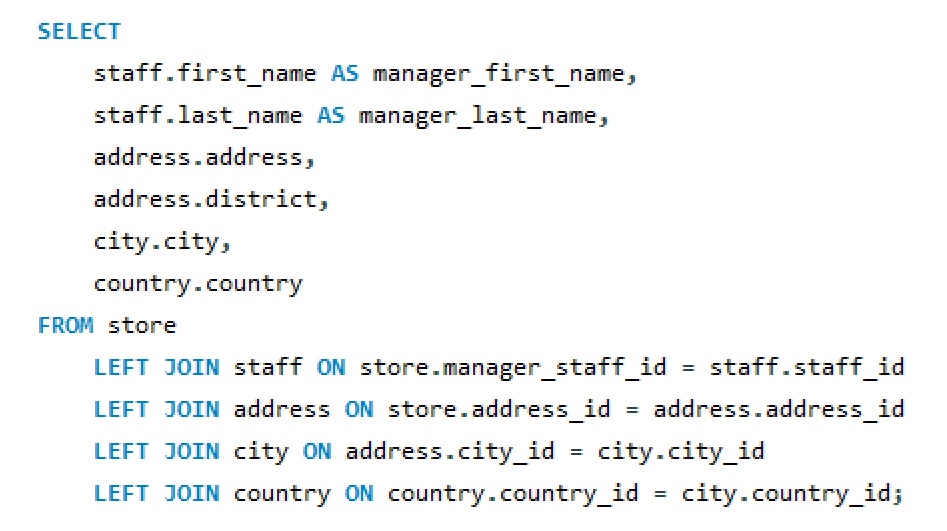 SELECT
    staff.first_name AS manager_first_name,
    staff.last_name AS manager_last_name,
    address.address,
    address.district,
    city.city,
    country.country
FROM store
    LEFT JOIN staff ON store.manager_staff_id = staff.staff_id
    LEFT JOIN address ON store.address_id = address.address_id
    LEFT JOIN city ON address.city_id = city.city_id
    LEFT JOIN country ON country.country_id = city.country_id;